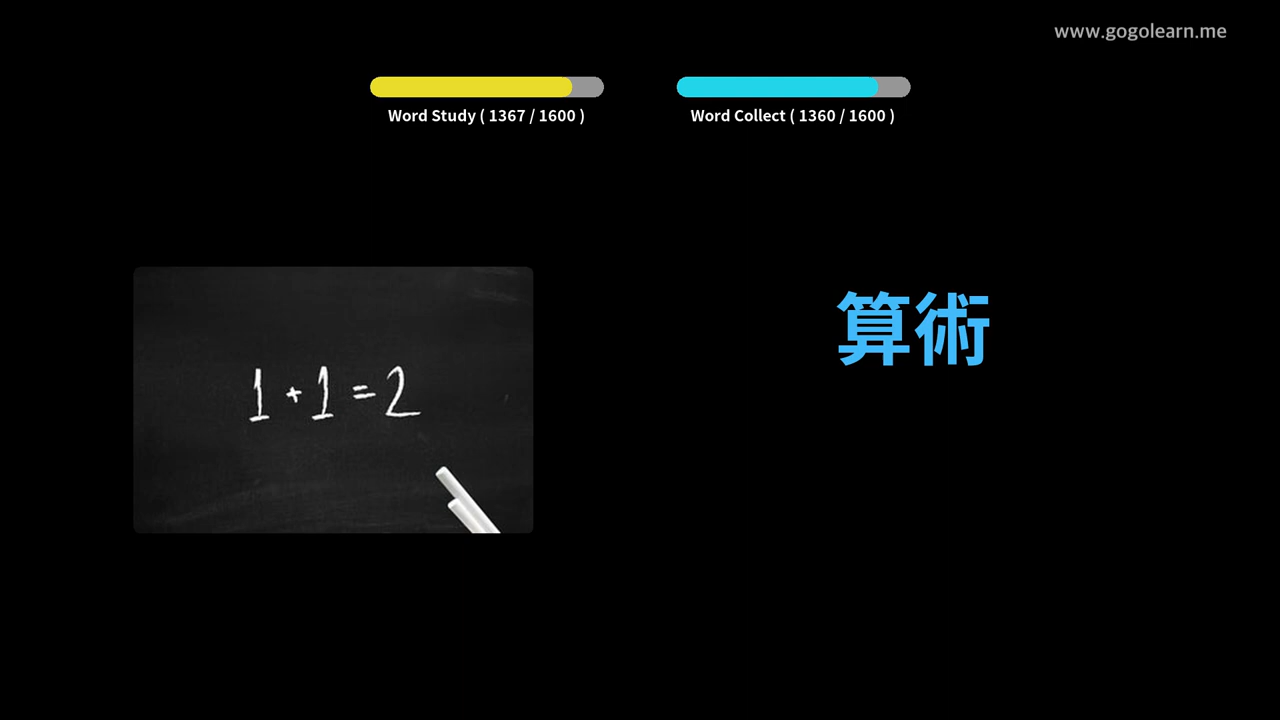 www.gogolearn.me
Word Study ( 1367 / 1600 )
Word Collect ( 1360 / 1600 )
算術
1 + 1 = 2